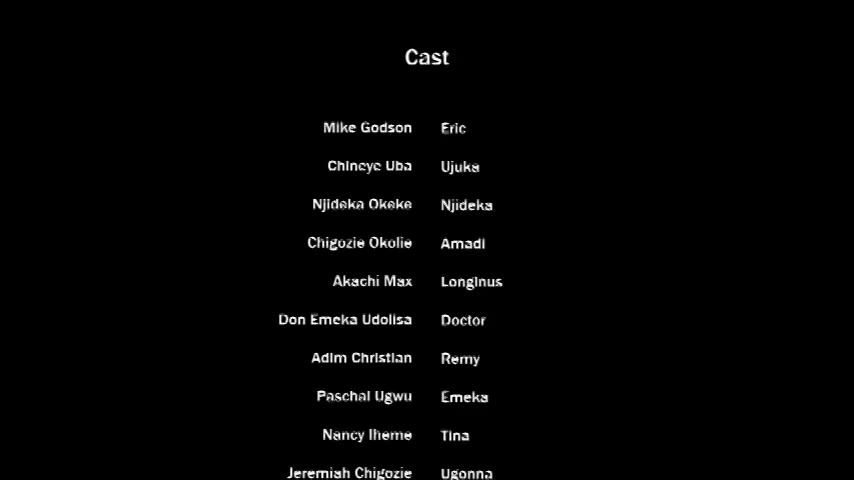 Cast
Mike Godson Eric
Chineye Uba Ujuka
Njideka Okeke Njideka
Chigozie Okolie Amadi
Akachi Max Longinus
Don Emeka Udolisa Doctor
Adim Christian Remy
Paschal Ugwu Emeka
Nancy Iheme Tina
Jeremiah Chigozie Ugonna